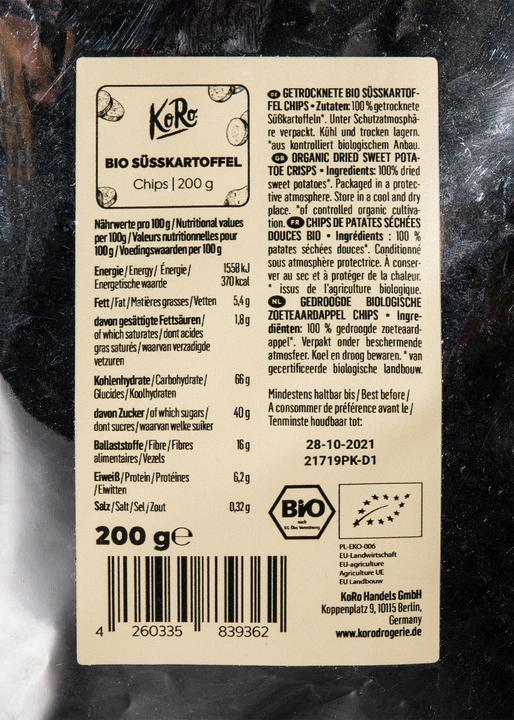 KoRo
BIO SÜSSKARTOFFEL
Chips | 200 g
Nährwerte pro 100 g / Nutritional values
per 100g / Valeurs nutritionnelles pour
100 g / Voedingswaarden per 100 g
Energie / Energy / Énergie / 1558 kJ
Energetische waarde 370 kcal
Fett / Fat / Matières grasses / Vetten 5,4 g
davon gesättigte Fettsäuren / 1,8 g
of which saturates / dont acides
gras saturés / waarvan verzadigde
vetzuren
Kohlenhydrate / Carbohydrate / 66 g
Glucides / Koolhydraten
davon Zucker / of which sugars / 40 g
dont sucres / waarvan welke suiker
Ballaststoffe / Fibre / Fibres 16 g
alimentaires / Vezels
Eiweiß / Protein / Protéines 6,2 g
/ Eiwitten
Salz / Salt / Sel / Zout 0,32 g
200 g e
4 260335 839362
DE GETROCKNETE BIO SÜSSKARTOF-
FEL CHIPS • Zutaten: 100 % getrocknete
Süßkartoffeln*. Unter Schutzatmosphä-
re verpackt. Kühl und trocken lagern.
*aus kontrolliert biologischem Anbau.
GB ORGANIC DRIED SWEET POTA-
TOE CRISPS • Ingredients: 100% dried
sweet potatoes*. Packaged in a protec-
tive atmosphere. Store in a cool and dry
place. *of controlled organic cultiva-
tion. FR CHIPS DE PATATES SÉCHÉES
DOUCES BIO • Ingrédients : 100 %
patates séchées douces*. Conditionné
sous atmosphère protectrice. À conser-
ver au sec et à protéger de la chaleur.
* issus de l'agriculture biologique.
NL GEDROOGDE BIOLOGISCHE
ZOETEAARDAPPEL CHIPS • Ingre-
diënten: 100 % gedroogde zoeteaard-
appel*. Verpakt onder beschermende
atmosfeer. Koel en droog bewaren. * van
gecertificeerde biologische landbouw.
Mindestens haltbar bis / Best before /
A consommer de préférence avant le /
Tenminste houdbaar tot:
28-10-2021
21719PK-D1
Bio
nach
EG-Öko-Verordnung
PL-EKO-006
EU-Landwirtschaft
EU-agriculture
Agriculture UE
EU Landbouw
KoRo Handels GmbH
Koppenplatz 9, 10115 Berlin,
Germany
www.korodrogerie.de